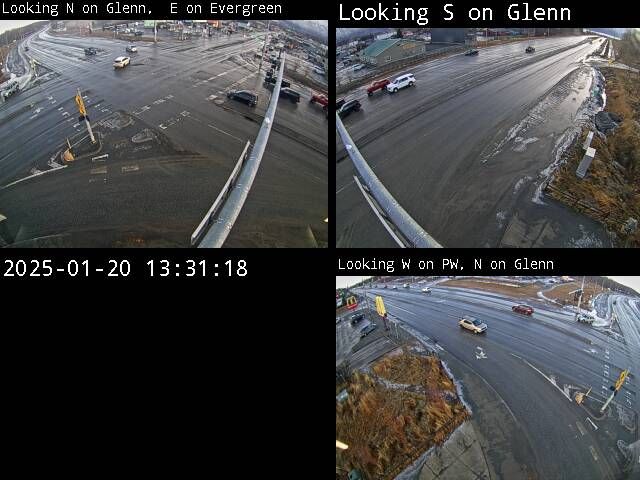 Looking N on Glenn,  E on Evergreen
Looking S on Glenn
2025-01-20 13:31:18
Looking W on PW, N on Glenn